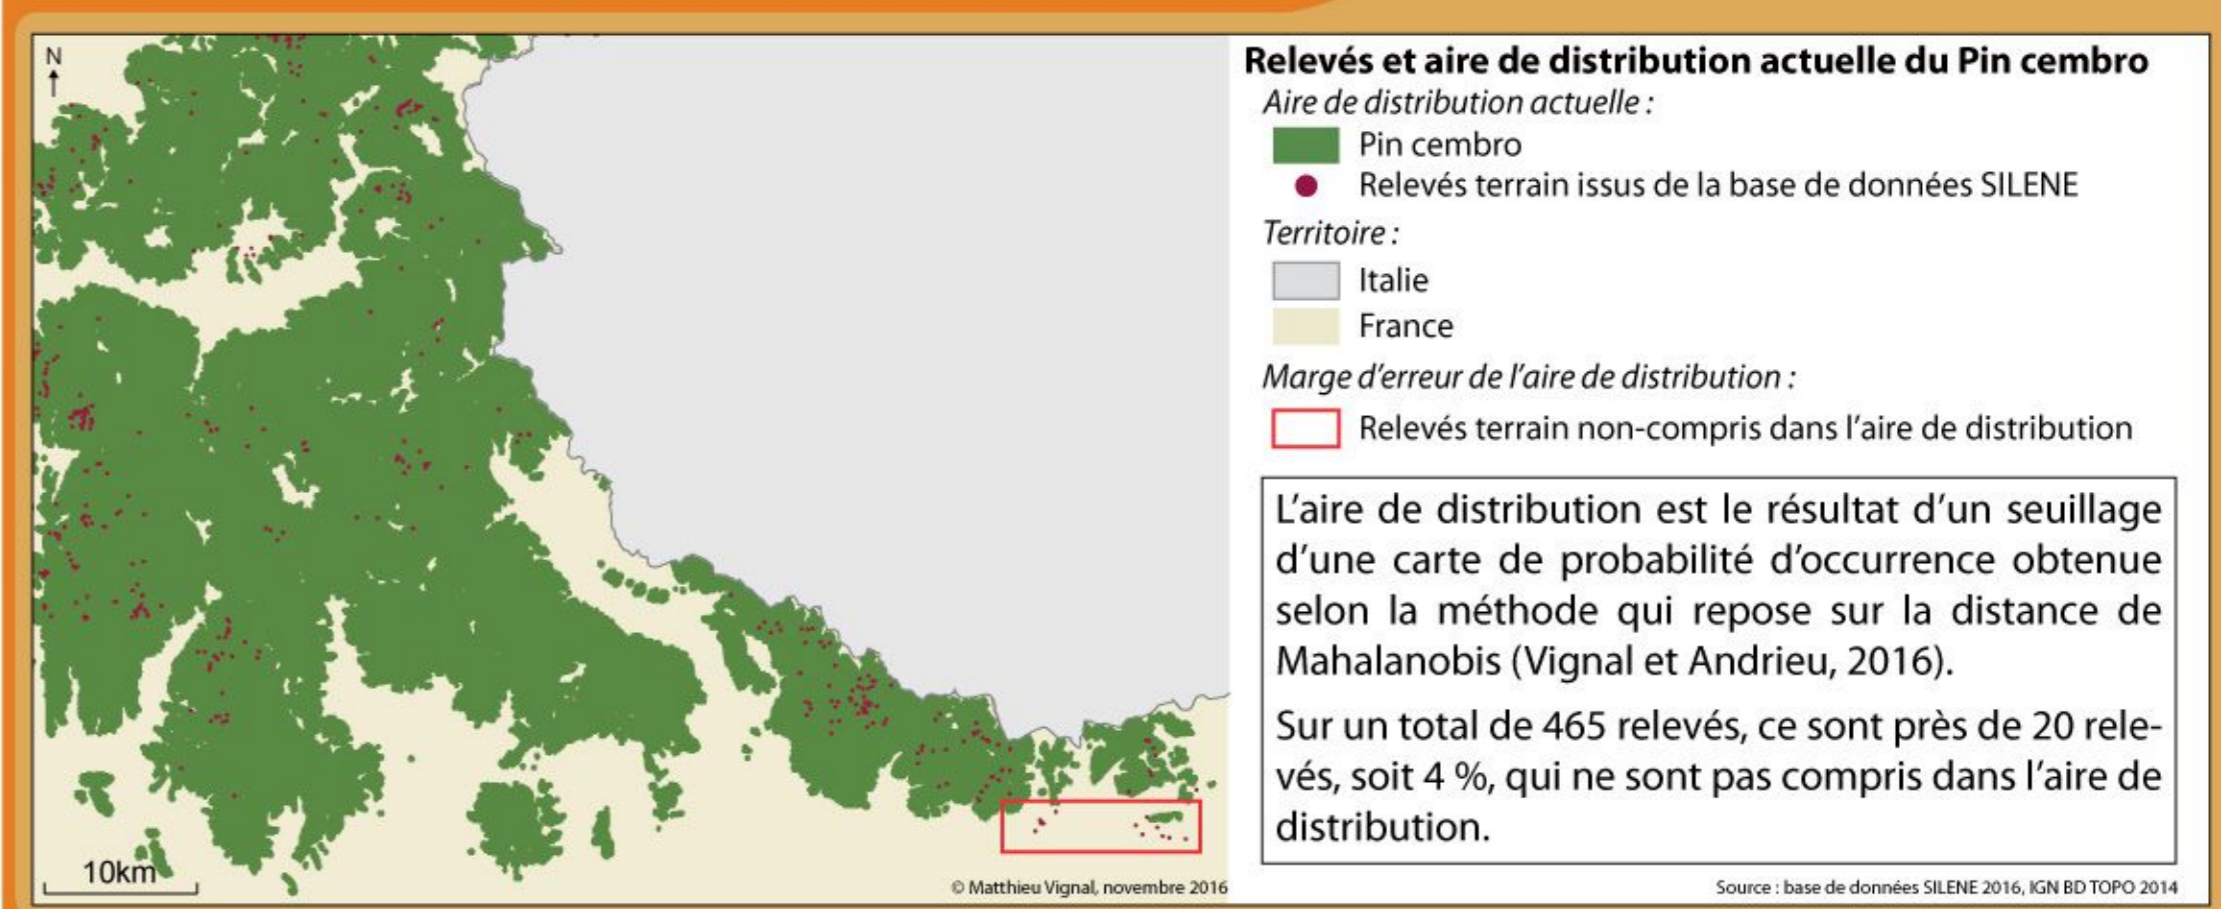 N
10km
© Matthieu Vignal, novembre 2016
Relevés et aire de distribution actuelle du Pin cembro
Aire de distribution actuelle :
Pin cembro
Relevés terrain issus de la base de données SILENE
Territoire :
Italie
France
Marge d'erreur de l'aire de distribution :
Relevés terrain non-compris dans l'aire de distribution
L'aire de distribution est le résultat d'un seuillage
d'une carte de probabilité d'occurrence obtenue
selon la méthode qui repose sur la distance de
Mahalanobis (Vignal et Andrieu, 2016).
Sur un total de 465 relevés, ce sont près de 20 rele-
vés, soit 4 %, qui ne sont pas compris dans l'aire de
distribution.
Source : base de données SILENE 2016, IGN BD TOPO 2014